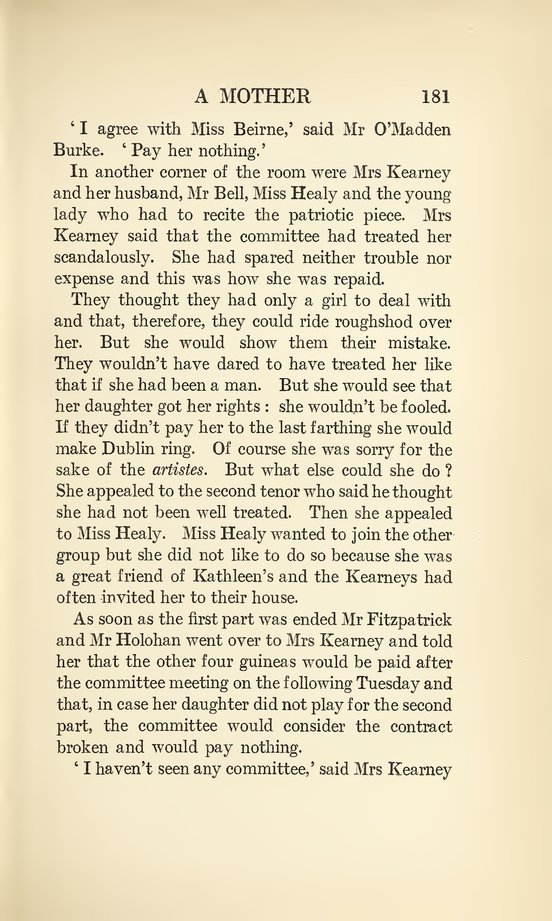 A MOTHER 181
‘ I agree with Miss Beirne,’ said Mr O’Madden
Burke. ‘ Pay her nothing.’
In another corner of the room were Mrs Kearney
and her husband, Mr Bell, Miss Healy and the young
lady who had to recite the patriotic piece. Mrs
Kearney said that the committee had treated her
scandalously. She had spared neither trouble nor
expense and this was how she was repaid.
They thought they had only a girl to deal with
and that, therefore, they could ride roughshod over
her. But she would show them their mistake.
They wouldn’t have dared to have treated her like
that if she had been a man. But she would see that
her daughter got her rights : she wouldn’t be fooled.
If they didn’t pay her to the last farthing she would
make Dublin ring. Of course she was sorry for the
sake of the artistes. But what else could she do ?
She appealed to the second tenor who said he thought
she had not been well treated. Then she appealed
to Miss Healy. Miss Healy wanted to join the other
group but she did not like to do so because she was
a great friend of Kathleen’s and the Kearneys had
often invited her to their house.
As soon as the first part was ended Mr Fitzpatrick
and Mr Holohan went over to Mrs Kearney and told
her that the other four guineas would be paid after
the committee meeting on the following Tuesday and
that, in case her daughter did not play for the second
part, the committee would consider the contract
broken and would pay nothing.
‘ I haven’t seen any committee,’ said Mrs Kearney